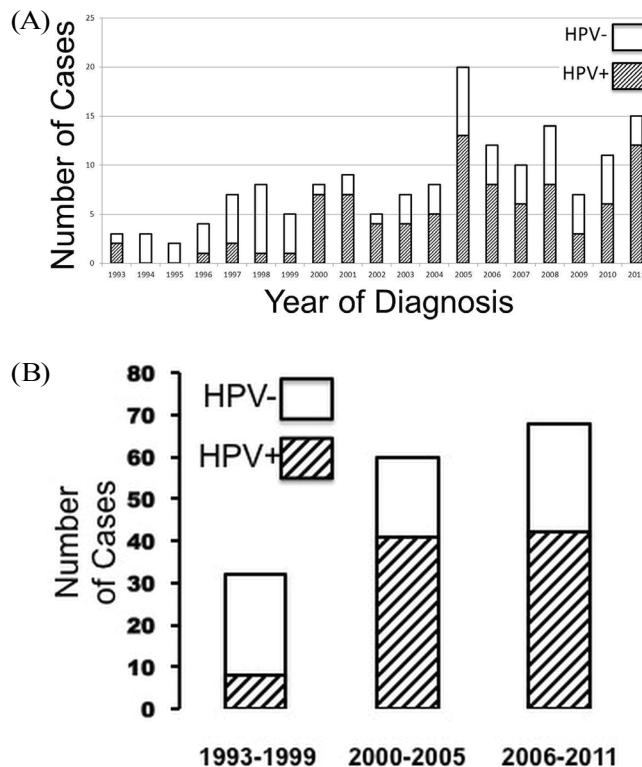 (A)
25
20
15
10
5
0
Number of Cases
HPV-
HPV+
1993 1994 1995 1996 1997 1998 1999 2000 2001 2002 2003 2004 2005 2006 2007 2008 2009 2010 201
Year of Diagnosis
(B)
80
70
60
50
40
30
20
10
0
Number
of Cases
HPV-
HPV+
1993-1999 2000-2005 2006-2011